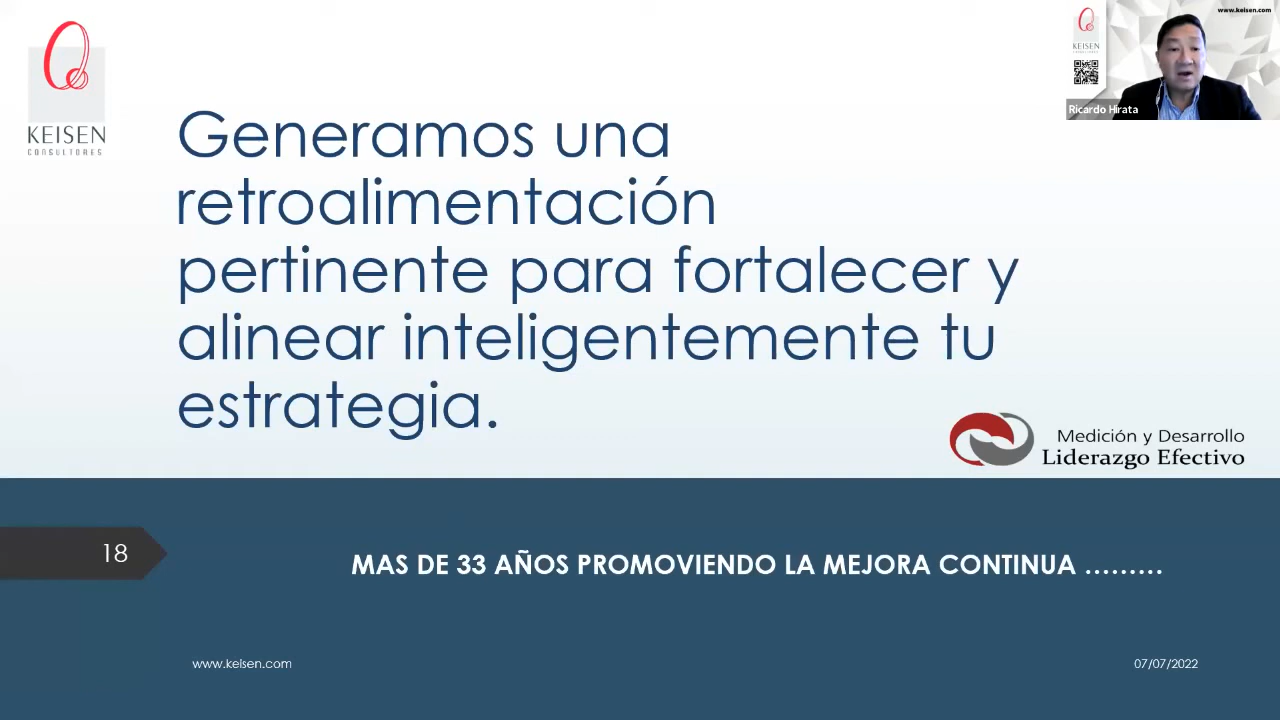 KEISEN
CONSULTORES
www.keisen.com
KEISEN
Ricardo Hirata
Generamos una
retroalimentación
pertinente para fortalecer y
alinear inteligentemente tu
estrategia.
Medición y Desarrollo
Liderazgo Efectivo
18
MAS DE 33 AÑOS PROMOVIENDO LA MEJORA CONTINUA .........
www.keisen.com
07/07/2022